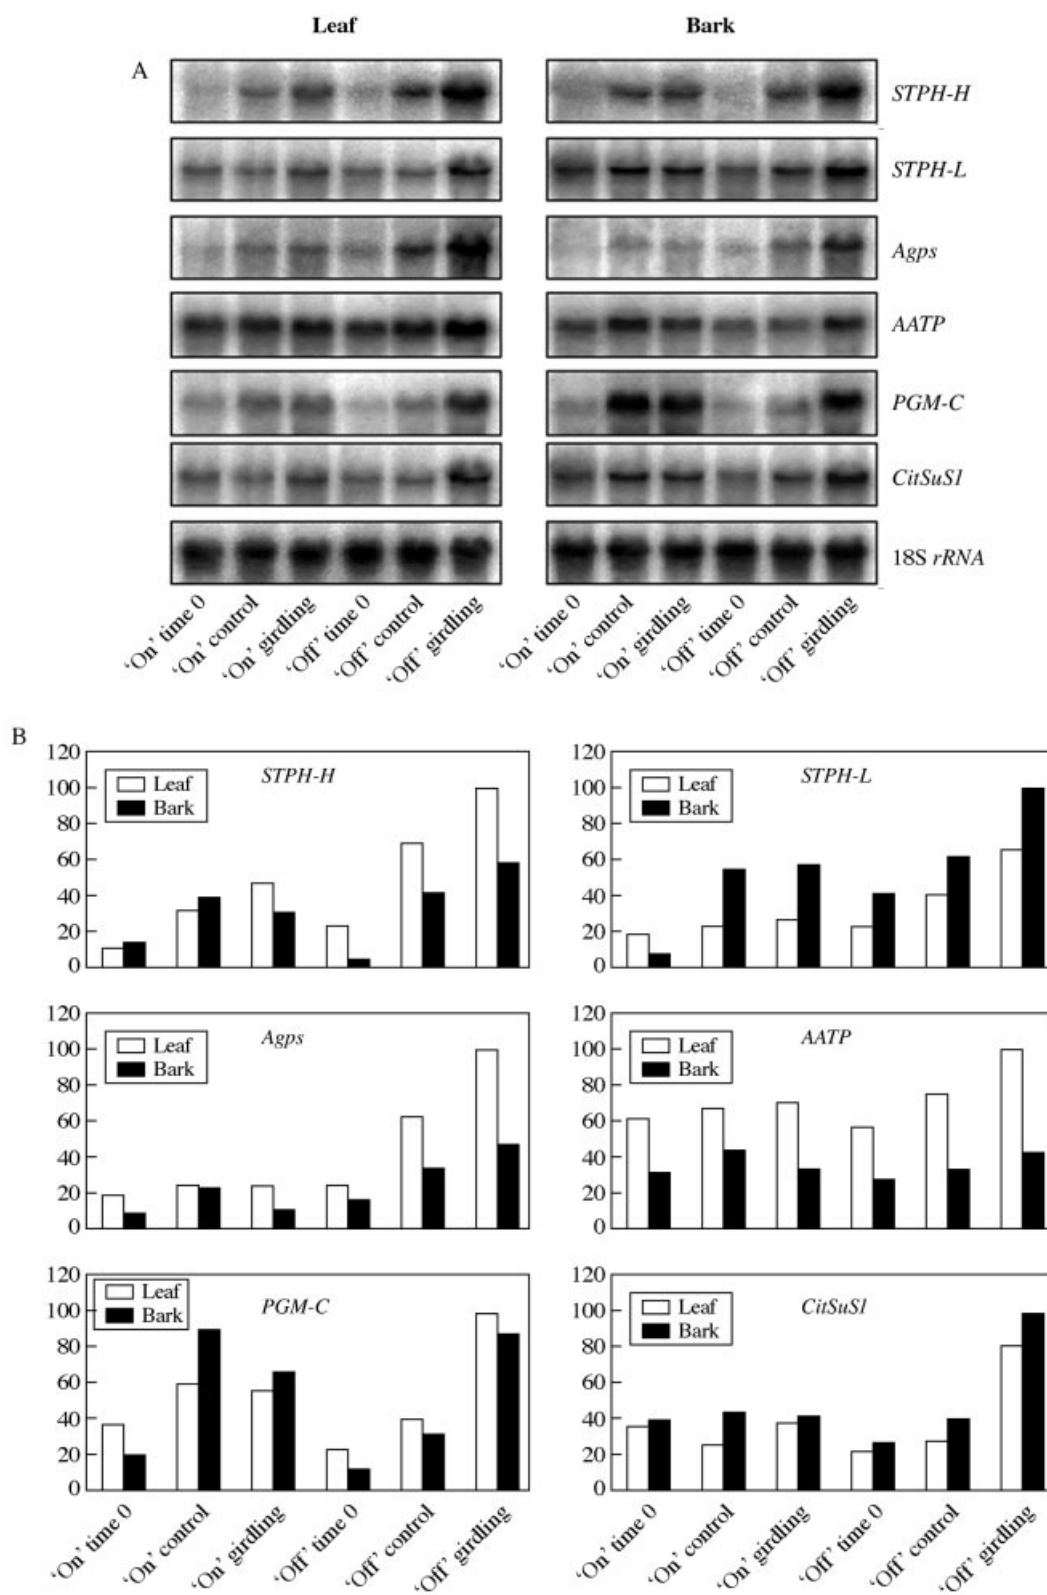 Leaf Bark
A
STPH-H
STPH-L
Agps
AATP
PGM-C
CitSuS1
18S rRNA
‘On’ time 0 ‘On’ control ‘On’ girdling ‘Off’ time 0 ‘Off’ control ‘Off’ girdling ‘On’ time 0 ‘On’ control ‘On’ girdling ‘Off’ time 0 ‘Off’ control ‘Off’ girdling
B
STPH-H
Leaf
Bark
120
100
80
60
40
20
0
STPH-L
Leaf
Bark
120
100
80
60
40
20
0
Agps
Leaf
Bark
120
100
80
60
40
20
0
AATP
Leaf
Bark
120
100
80
60
40
20
0
PGM-C
Leaf
Bark
120
100
80
60
40
20
0
CitSuS1
Leaf
Bark
120
100
80
60
40
20
0
‘On’ time 0 ‘On’ control ‘On’ girdling ‘Off’ time 0 ‘Off’ control ‘Off’ girdling ‘On’ time 0 ‘On’ control ‘On’ girdling ‘Off’ time 0 ‘Off’ control ‘Off’ girdling